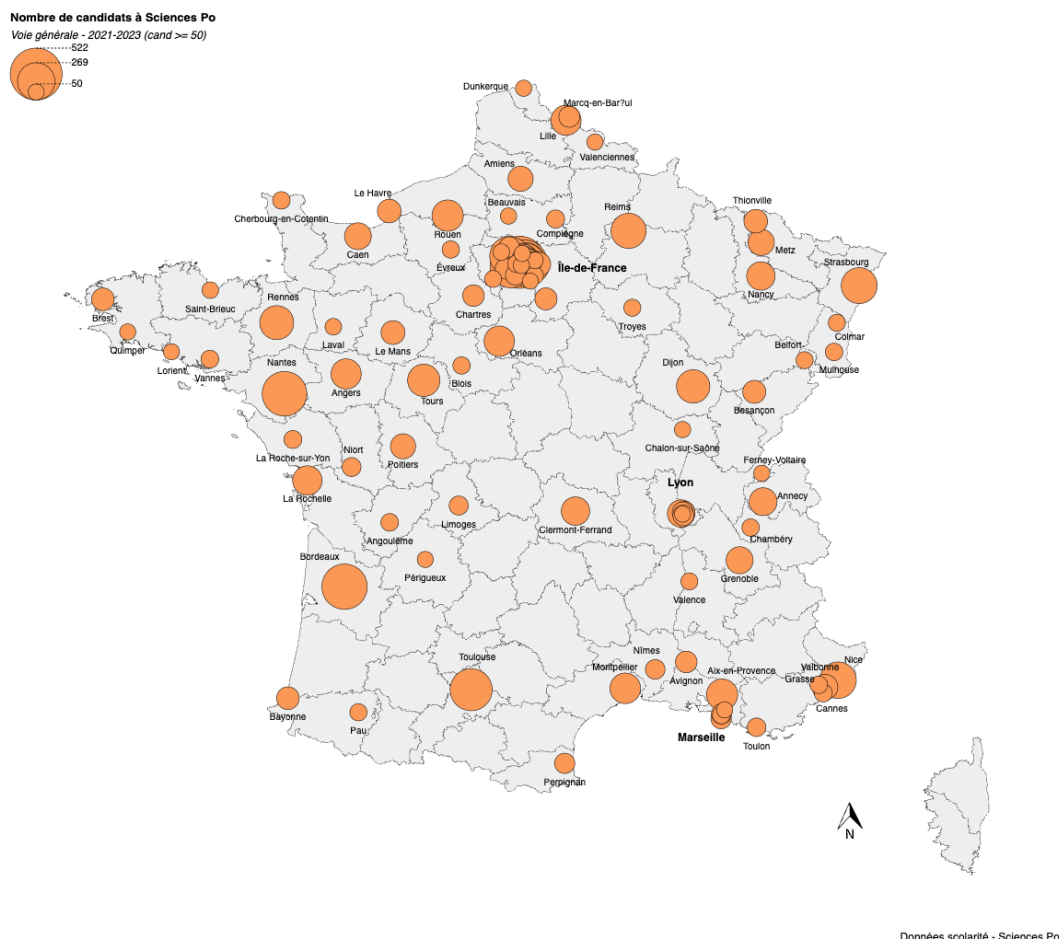 Nombre de candidats à Sciences Po
Voie générale - 2021-2023 (cand >= 50)
522
269
50
Dunkerque
Marcq-en-Bar?ul
Lille
Valenciennes
Amiens
Le Havre
Beauvais
Reims
Thionville
Cherbourg-en-Cotentin
Rouen
Compiègne
Caen
Metz
Évreux
Île-de-France
Strasbourg
Nancy
Rennes
Saint-Brieuc
Chartres
Brest
Troyes
Colmar
Laval
Le Mans
Quimper
Orléans
Belfort
Lorient
Vannes
Nantes
Blois
Dijon
Mulhouse
Angers
Tours
Besançon
La Roche-sur-Yon
Niort
Poitiers
Chalon-sur-Saône
Ferney-Voltaire
Lyon
La Rochelle
Annecy
Limoges
Clermont-Ferrand
Angoulême
Chambéry
Bordeaux
Périgueux
Grenoble
Valence
Nîmes
Toulouse
Montpellier
Avignon
Aix-en-Provence
Valbonne
Nice
Grasse
Cannes
Bayonne
Pau
Marseille
Toulon
Perpignan
N
Données scolarité - Sciences Po